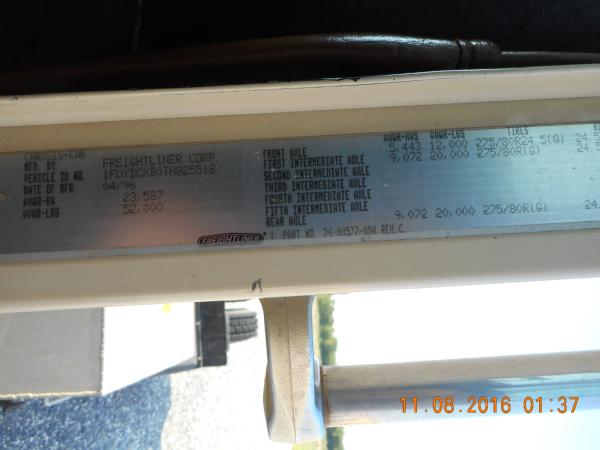 CHASSIS-CAB
MFD. BY FREIGHTLINER CORP.
VEHICLE ID NO. 1FUYDCXB0TH825518
DATE OF MFR. 04/96
GVWR-KG 23,587
GVWR-LBS 52,000
GAWR-KGS GAWR-LBS TIRES
FRONT AXLE 5,443 12,000 275/80R24.5(G)
FIRST INTERMEDIATE AXLE 9,072 20,000 275/80R(G)
SECOND INTERMEDIATE AXLE
THIRD INTERMEDIATE AXLE
FOURTH INTERMEDIATE AXLE
FIFTH INTERMEDIATE AXLE
REAR AXLE 9,072 20,000 275/80R(G)
FREIGHTLINER
PART NO. 24-00577-050 REV. C
11.08.2016 01:37